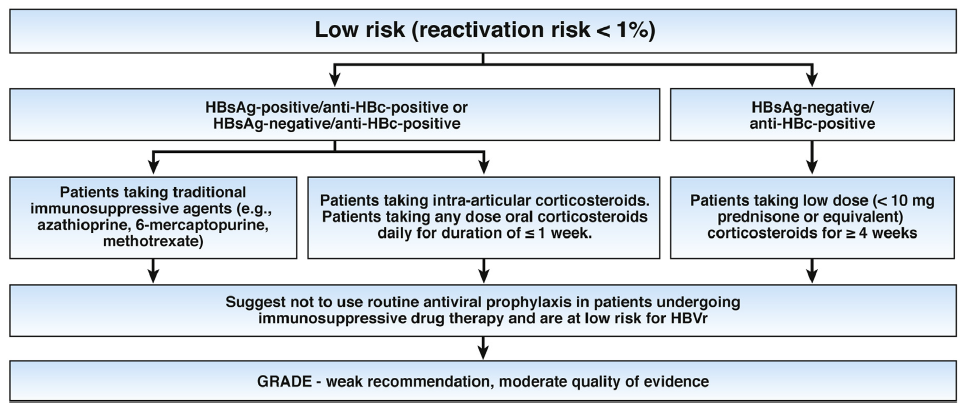 Low risk (reactivation risk < 1%)
HBsAg-positive/anti-HBc-positive or
HBsAg-negative/anti-HBc-positive
HBsAg-negative/
anti-HBc-positive
Patients taking traditional
immunosuppressive agents (e.g.,
azathioprine, 6-mercaptopurine,
methotrexate)
Patients taking intra-articular corticosteroids.
Patients taking any dose oral corticosteroids
daily for duration of ≤ 1 week.
Patients taking low dose (< 10 mg
prednisone or equivalent)
corticosteroids for ≥ 4 weeks
Suggest not to use routine antiviral prophylaxis in patients undergoing
immunosuppressive drug therapy and are at low risk for HBVr
GRADE - weak recommendation, moderate quality of evidence